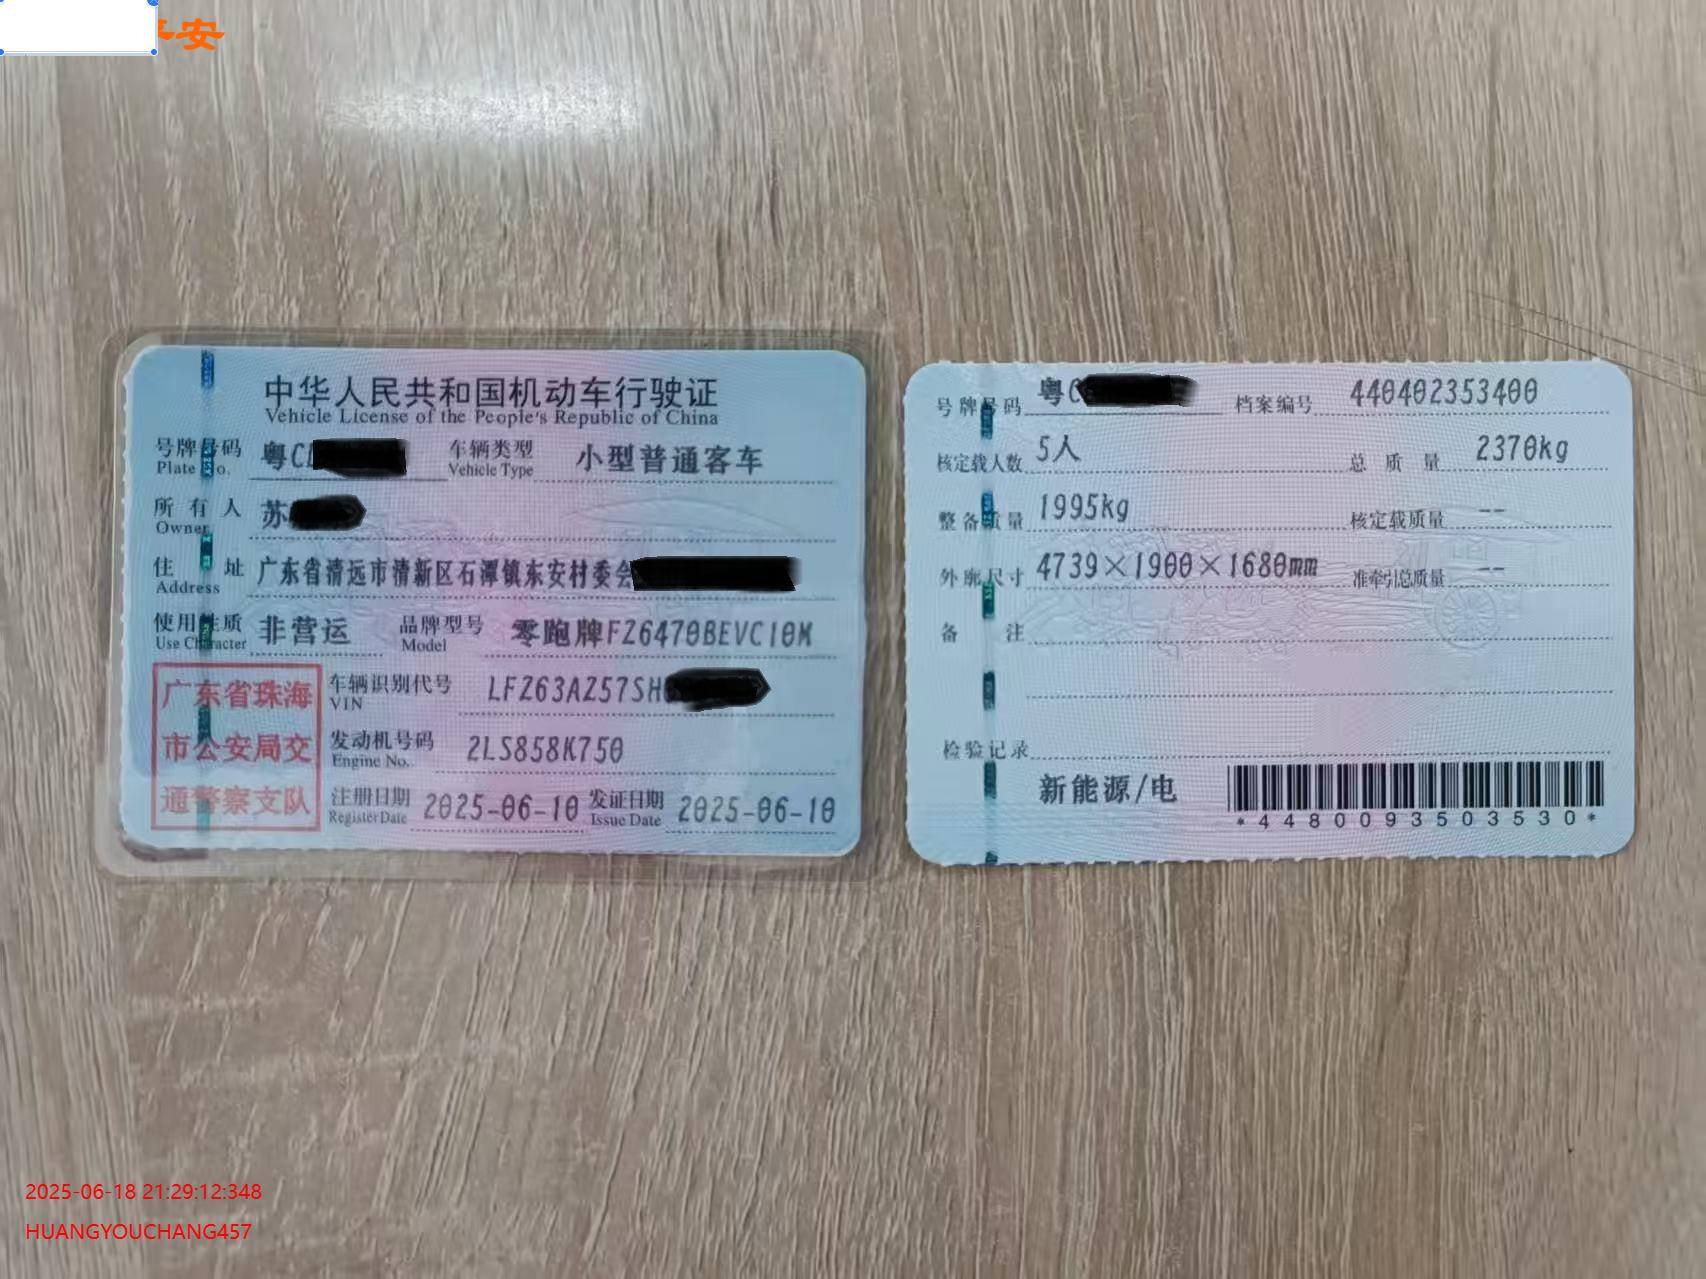 平安
中华人民共和国机动车行驶证
Vehicle License of the People's Republic of China
号牌号码 粤C 车辆类型 小型普通客车
Plate No. Vehicle Type
所有人 苏
Owner
住址 广东省清远市清新区石潭镇东安村委会
Address
使用性质 非营运 品牌型号 零跑牌FZ6470BEVC10M
Use Character Model
广东省珠海
市公安局交
通警察支队
车辆识别代号 LFZ63AZ57SH
VIN
发动机号码 2LS858K750
Engine No.
注册日期 2025-06-10 发证日期 2025-06-10
Register Date Issue Date
号牌号码 粤C 档案编号 440402353400
核定载人数 5人 总质量 2370kg
整备质量 1995kg 核定载质量 --
外廓尺寸 4739×1900×1680mm 准牵引总质量 --
备注
检验记录
新能源/电
*4480093503530*
2025-06-18 21:29:12:348
HUANGYOUCHANG457